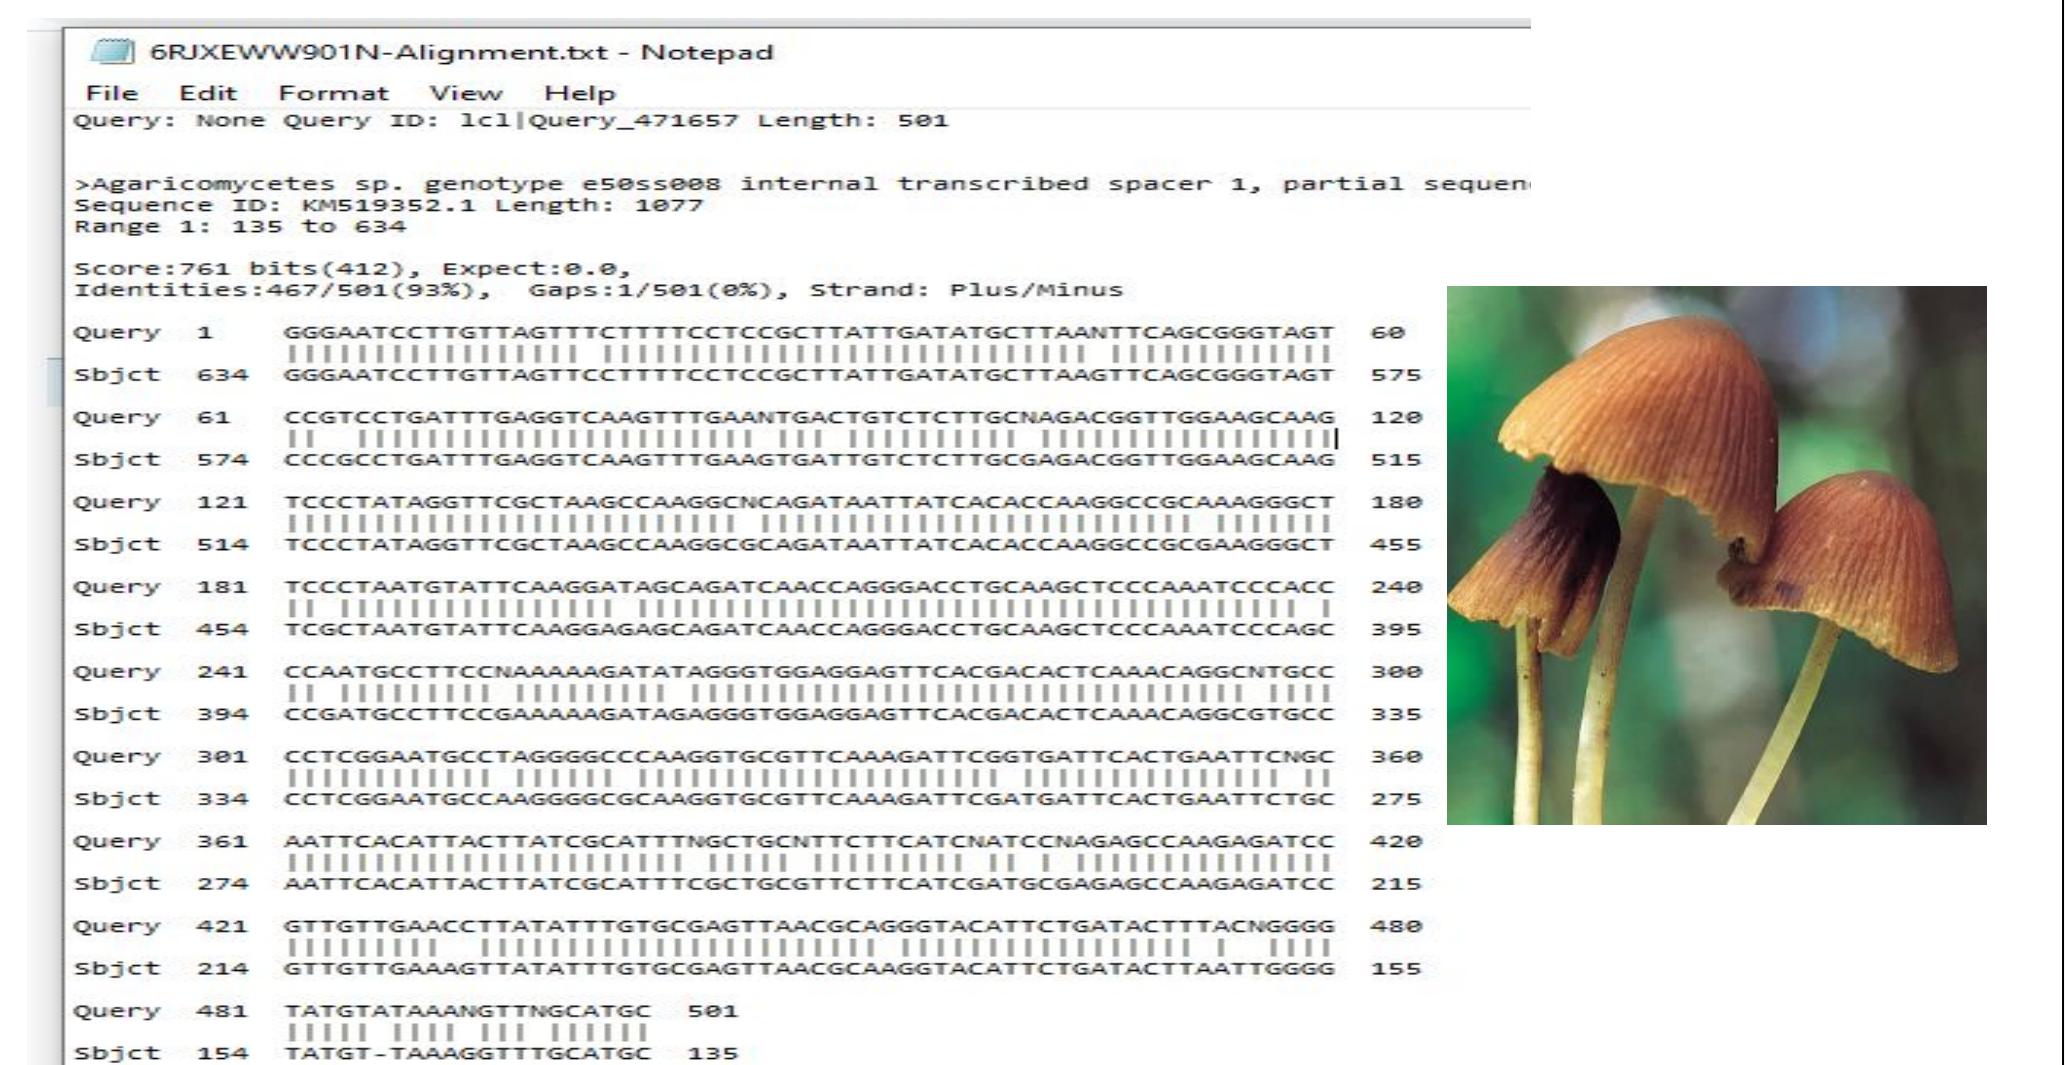 6RJXEWW901N-Alignment.txt - Notepad
File Edit Format View Help
Query: None Query ID: lcl|Query_471657 Length: 501
>Agaricomycetes sp. genotype e50ss008 internal transcribed spacer 1, partial sequen
Sequence ID: KM519352.1 Length: 1077
Range 1: 135 to 634
Score:761 bits(412), Expect:0.0,
Identities:467/501(93%), Gaps:1/501(0%), Strand: Plus/Minus
Query 1 GGGAATCCTTGTTAGTTTCTTTTCCTCCGCTTATTGATATGCTTAANTTCAGCGGGTAGT 60
Sbjct 634 GGGAATCCTTGTTAGTTCCTTTTCCTCCGCTTATTGATATGCTTAAGTTCAGCGGGTAGT 575
Query 61 CCGTCCTGATTTGAGGTCAAGTTTGAANTGACTGTCTCTTGCNAGACGGTTGGAAGCAAG 120
Sbjct 574 CCCGCCTGATTTGAGGTCAAGTTTGAAGTGATTGTCTCTTGCGAGACGGTTGGAAGCAAG 515
Query 121 TCCCTATAGGTTCGCTAAGCCAAGGCNCAGATAATTATCACACCAAGGCCGCAAAGGGCT 180
Sbjct 514 TCCCTATAGGTTCGCTAAGCCAAGGCGCAGATAATTATCACACCAAGGCCGCGAAGGGCT 455
Query 181 TCCCTAATGTATTCAAGGATAGCAGATCAACCAGGGACCTGCAAGCTCCCAAATCCCACC 240
Sbjct 454 TCGCTAATGTATTCAAGGAGAGCAGATCAACCAGGGACCTGCAAGCTCCCAAATCCCAGC 395
Query 241 CCAATGCCTTCCNAAAAAGATATAGGGTGGAGGAGTTCACGACACTCAAACAGGCNTGCC 300
Sbjct 394 CCGATGCCTTCCGAAAAAGATAGAGGGTGGAGGAGTTCACGACACTCAAACAGGCGTGCC 335
Query 301 CCTCGGAATGCCTAGGGGCCCAAGGTGCGTTCAAAGATTCGGTGATTCACTGAATTCNGC 360
Sbjct 334 CCTCGGAATGCCAAGGGGCGCAAGGTGCGTTCAAAGATTCGATGATTCACTGAATTCTGC 275
Query 361 AATTCACATTACTTATCGCATTTNGCTGCNTTCTTCATCNATCCNAGAGCCAAGAGATCC 420
Sbjct 274 AATTCACATTACTTATCGCATTTCGCTGCGTTCTTCATCGATGCGAGAGCCAAGAGATCC 215
Query 421 GTTGTTGAACCTTATATTTGTGCGAGTTAACGCAGGGTACATTCTGATACTTTACNGGGG 480
Sbjct 214 GTTGTTGAAAGTTATATTTGTGCGAGTTAACGCAAGGTACATTCTGATACTTAATTGGGG 155
Query 481 TATGTATAAANGTTNGCATGC 501
Sbjct 154 TATGT-TAAAGGTTTGCATGC 135